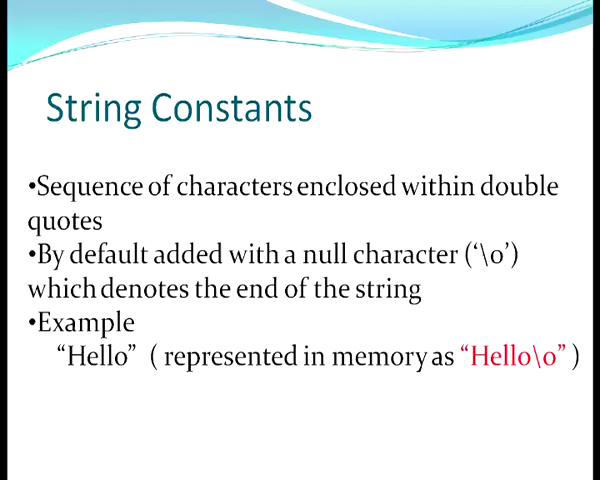 String Constants
•Sequence of characters enclosed within double
quotes
•By default added with a null character (‘\o’)
which denotes the end of the string
•Example
“Hello” ( represented in memory as “Hello\o” )